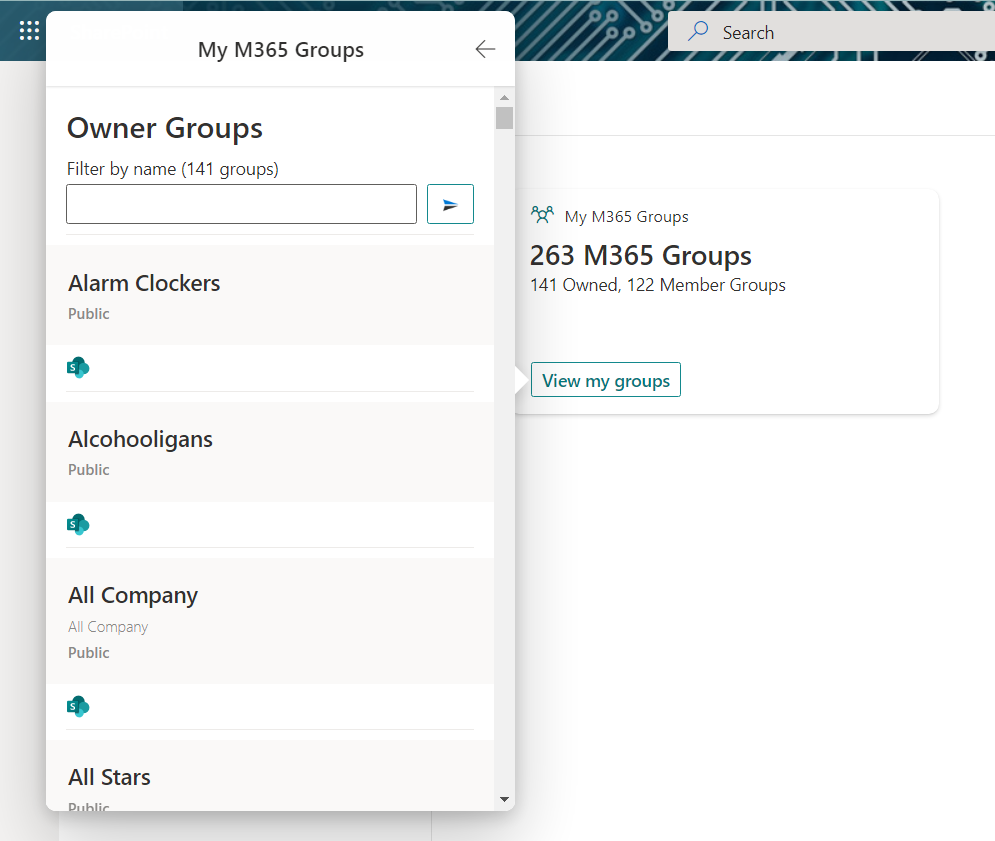 My M365 Groups
Search
Owner Groups
Filter by name (141 groups)
Alarm Clockers
Public
S
Alcohooligans
Public
S
All Company
All Company
Public
S
All Stars
Public
My M365 Groups
263 M365 Groups
141 Owned, 122 Member Groups
View my groups